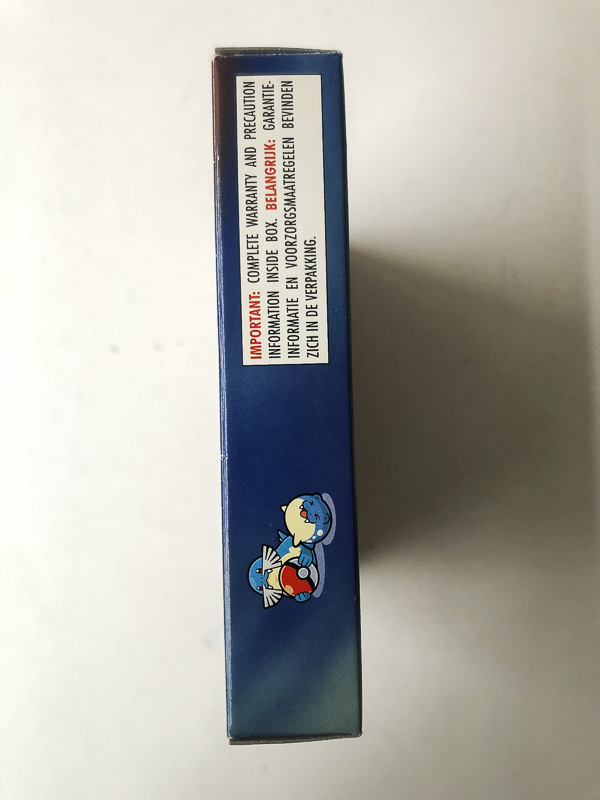 IMPORTANT: COMPLETE WARRANTY AND PRECAUTION
INFORMATION INSIDE BOX. BELANGRIJK: GARANTIE-
INFORMATIE EN VOORZORGSMAATREGELEN BEVINDEN
ZICH IN DE VERPAKKING.